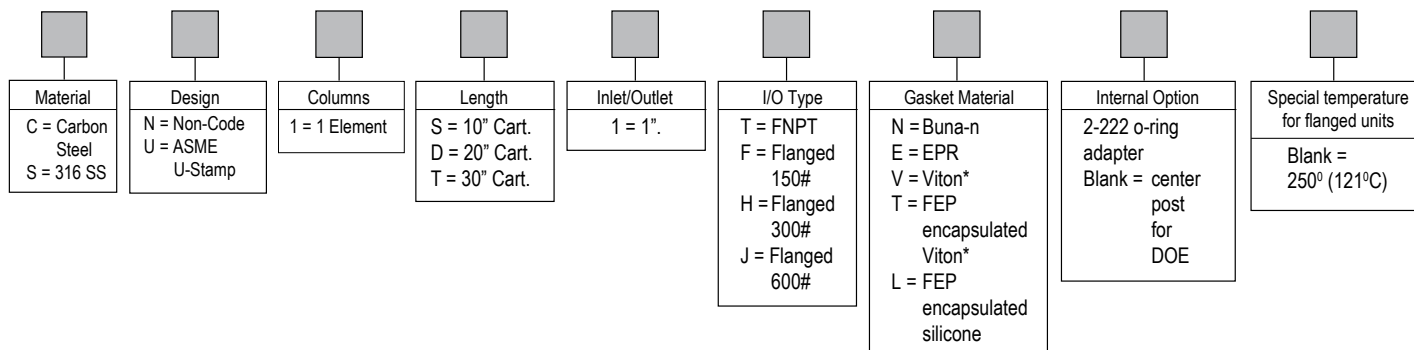 Material
C = Carbon
Steel
S = 316 SS
Design
N = Non-Code
U = ASME
U-Stamp
Columns
1 = 1 Element
Length
S = 10” Cart.
D = 20” Cart.
T = 30” Cart.
Inlet/Outlet
1 = 1”.
I/O Type
T = FNPT
F = Flanged
150#
H = Flanged
300#
J = Flanged
600#
Gasket Material
N = Buna-n
E = EPR
V = Viton*
T = FEP
encapsulated
Viton*
L = FEP
encapsulated
silicone
Internal Option
2-222 o-ring
adapter
Blank = center
post
for
DOE
Special temperature
for flanged units
Blank =
250⁰ (121⁰C)